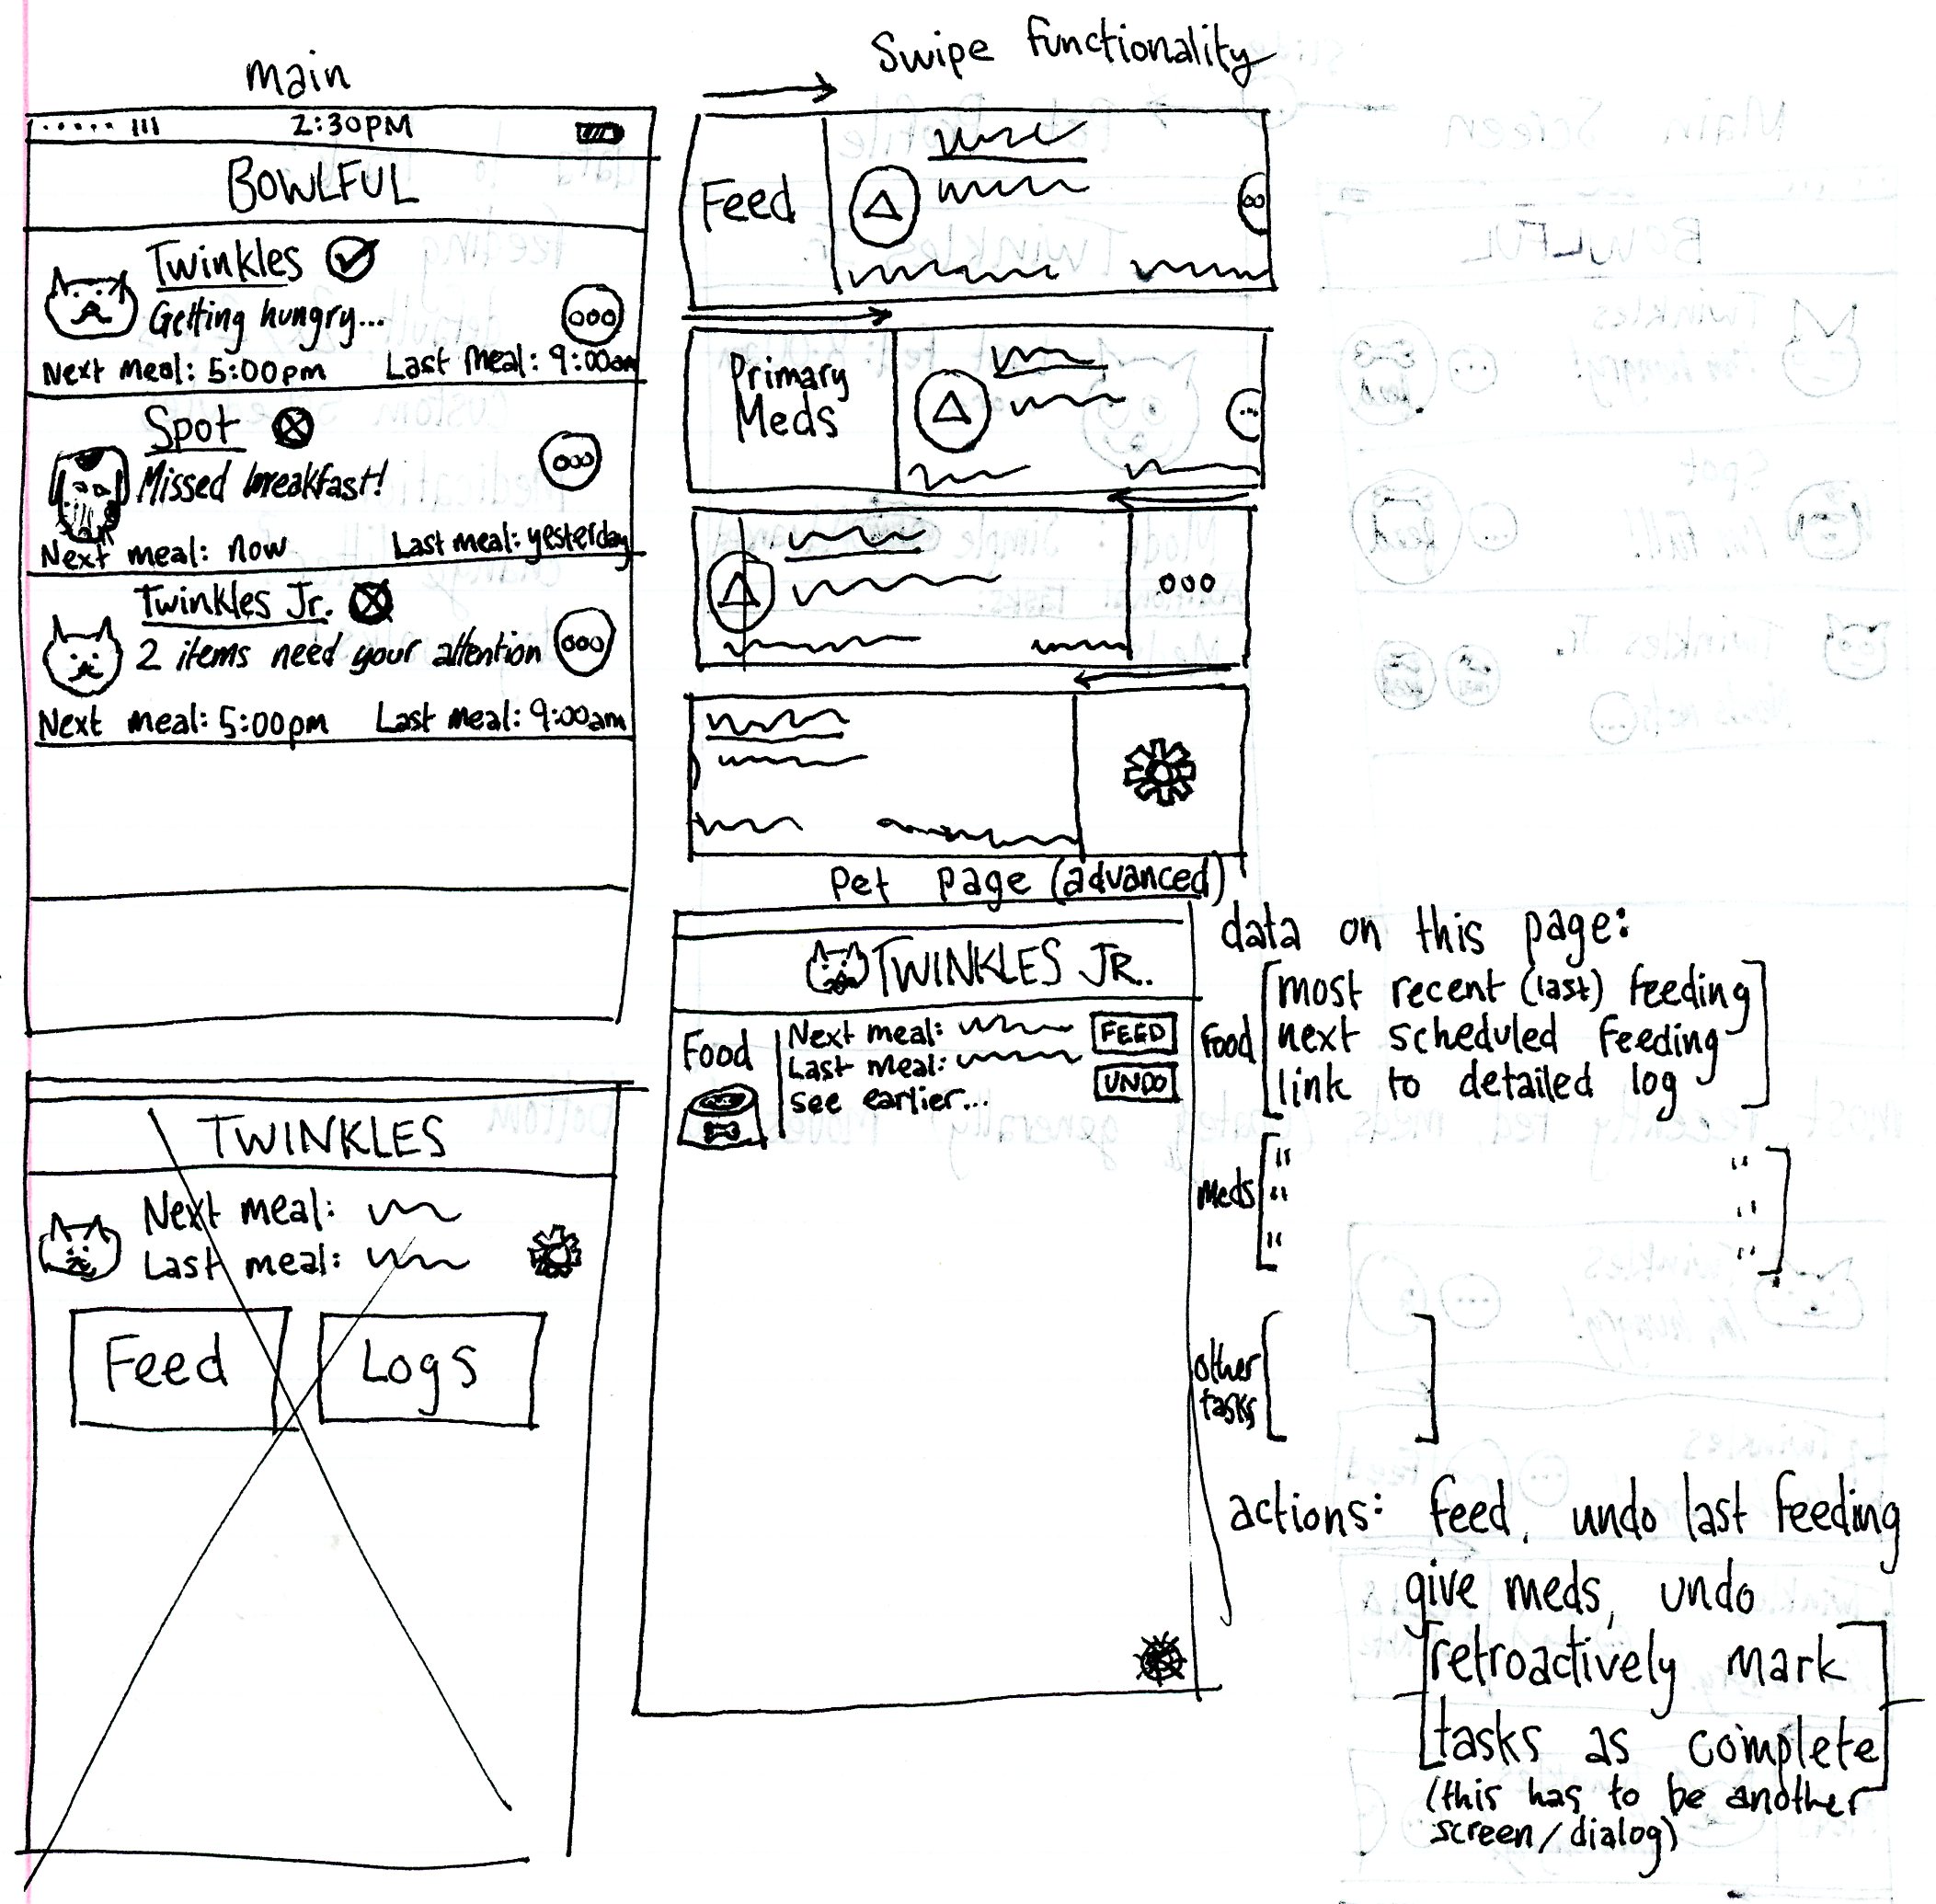 main
2:30PM
BOWLFUL
Twinkles
Getting hungry...
Next meal: 5:00pm Last meal: 9:00am
Spot
Missed breakfast!
Next meal: now Last meal: yesterday
Twinkles Jr.
2 items need your attention
Next meal: 5:00pm Last meal: 9:00am
TWINKLES
Next meal:
Last meal:
Feed Logs
Swipe functionality
Feed
Primary
Meds
Pet page (advanced)
TWINKLES JR.
Food
Next meal: FEED
Last meal: UNDO
see earlier...
data on this page:
Food
most recent (last) feeding
next scheduled feeding
link to detailed log
Meds
" "
" "
" "
other
tasks
actions: feed, undo last feeding
give meds, undo
retroactively mark
tasks as complete
(this has to be another
screen/dialog)